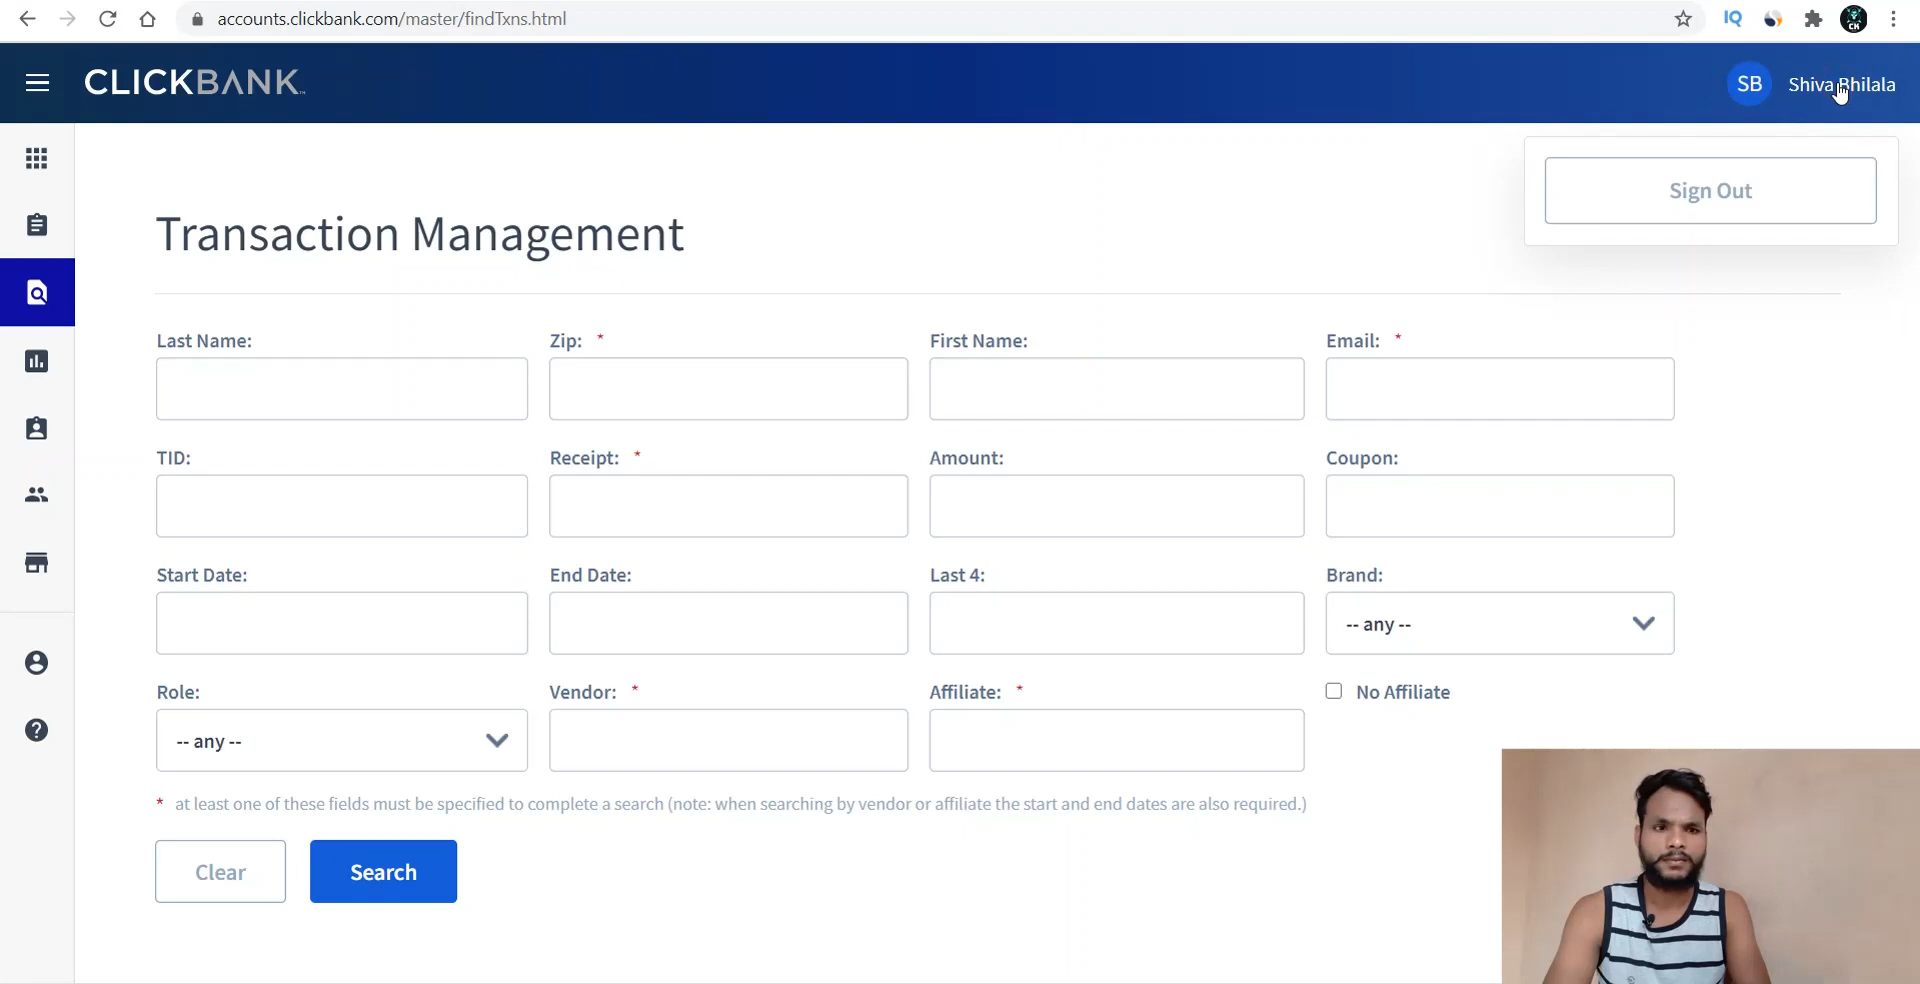 accounts.clickbank.com/master/findTxns.html
IQ
CLICKBANK
SB Shiva Bhilala
Sign Out
Transaction Management
Last Name: Zip: * First Name: Email: *
TID: Receipt: * Amount: Coupon:
Start Date: End Date: Last 4: Brand:
-- any --
Role: Vendor: * Affiliate: * No Affiliate
-- any --
* at least one of these fields must be specified to complete a search (note: when searching by vendor or affiliate the start and end dates are also required.)
Clear Search